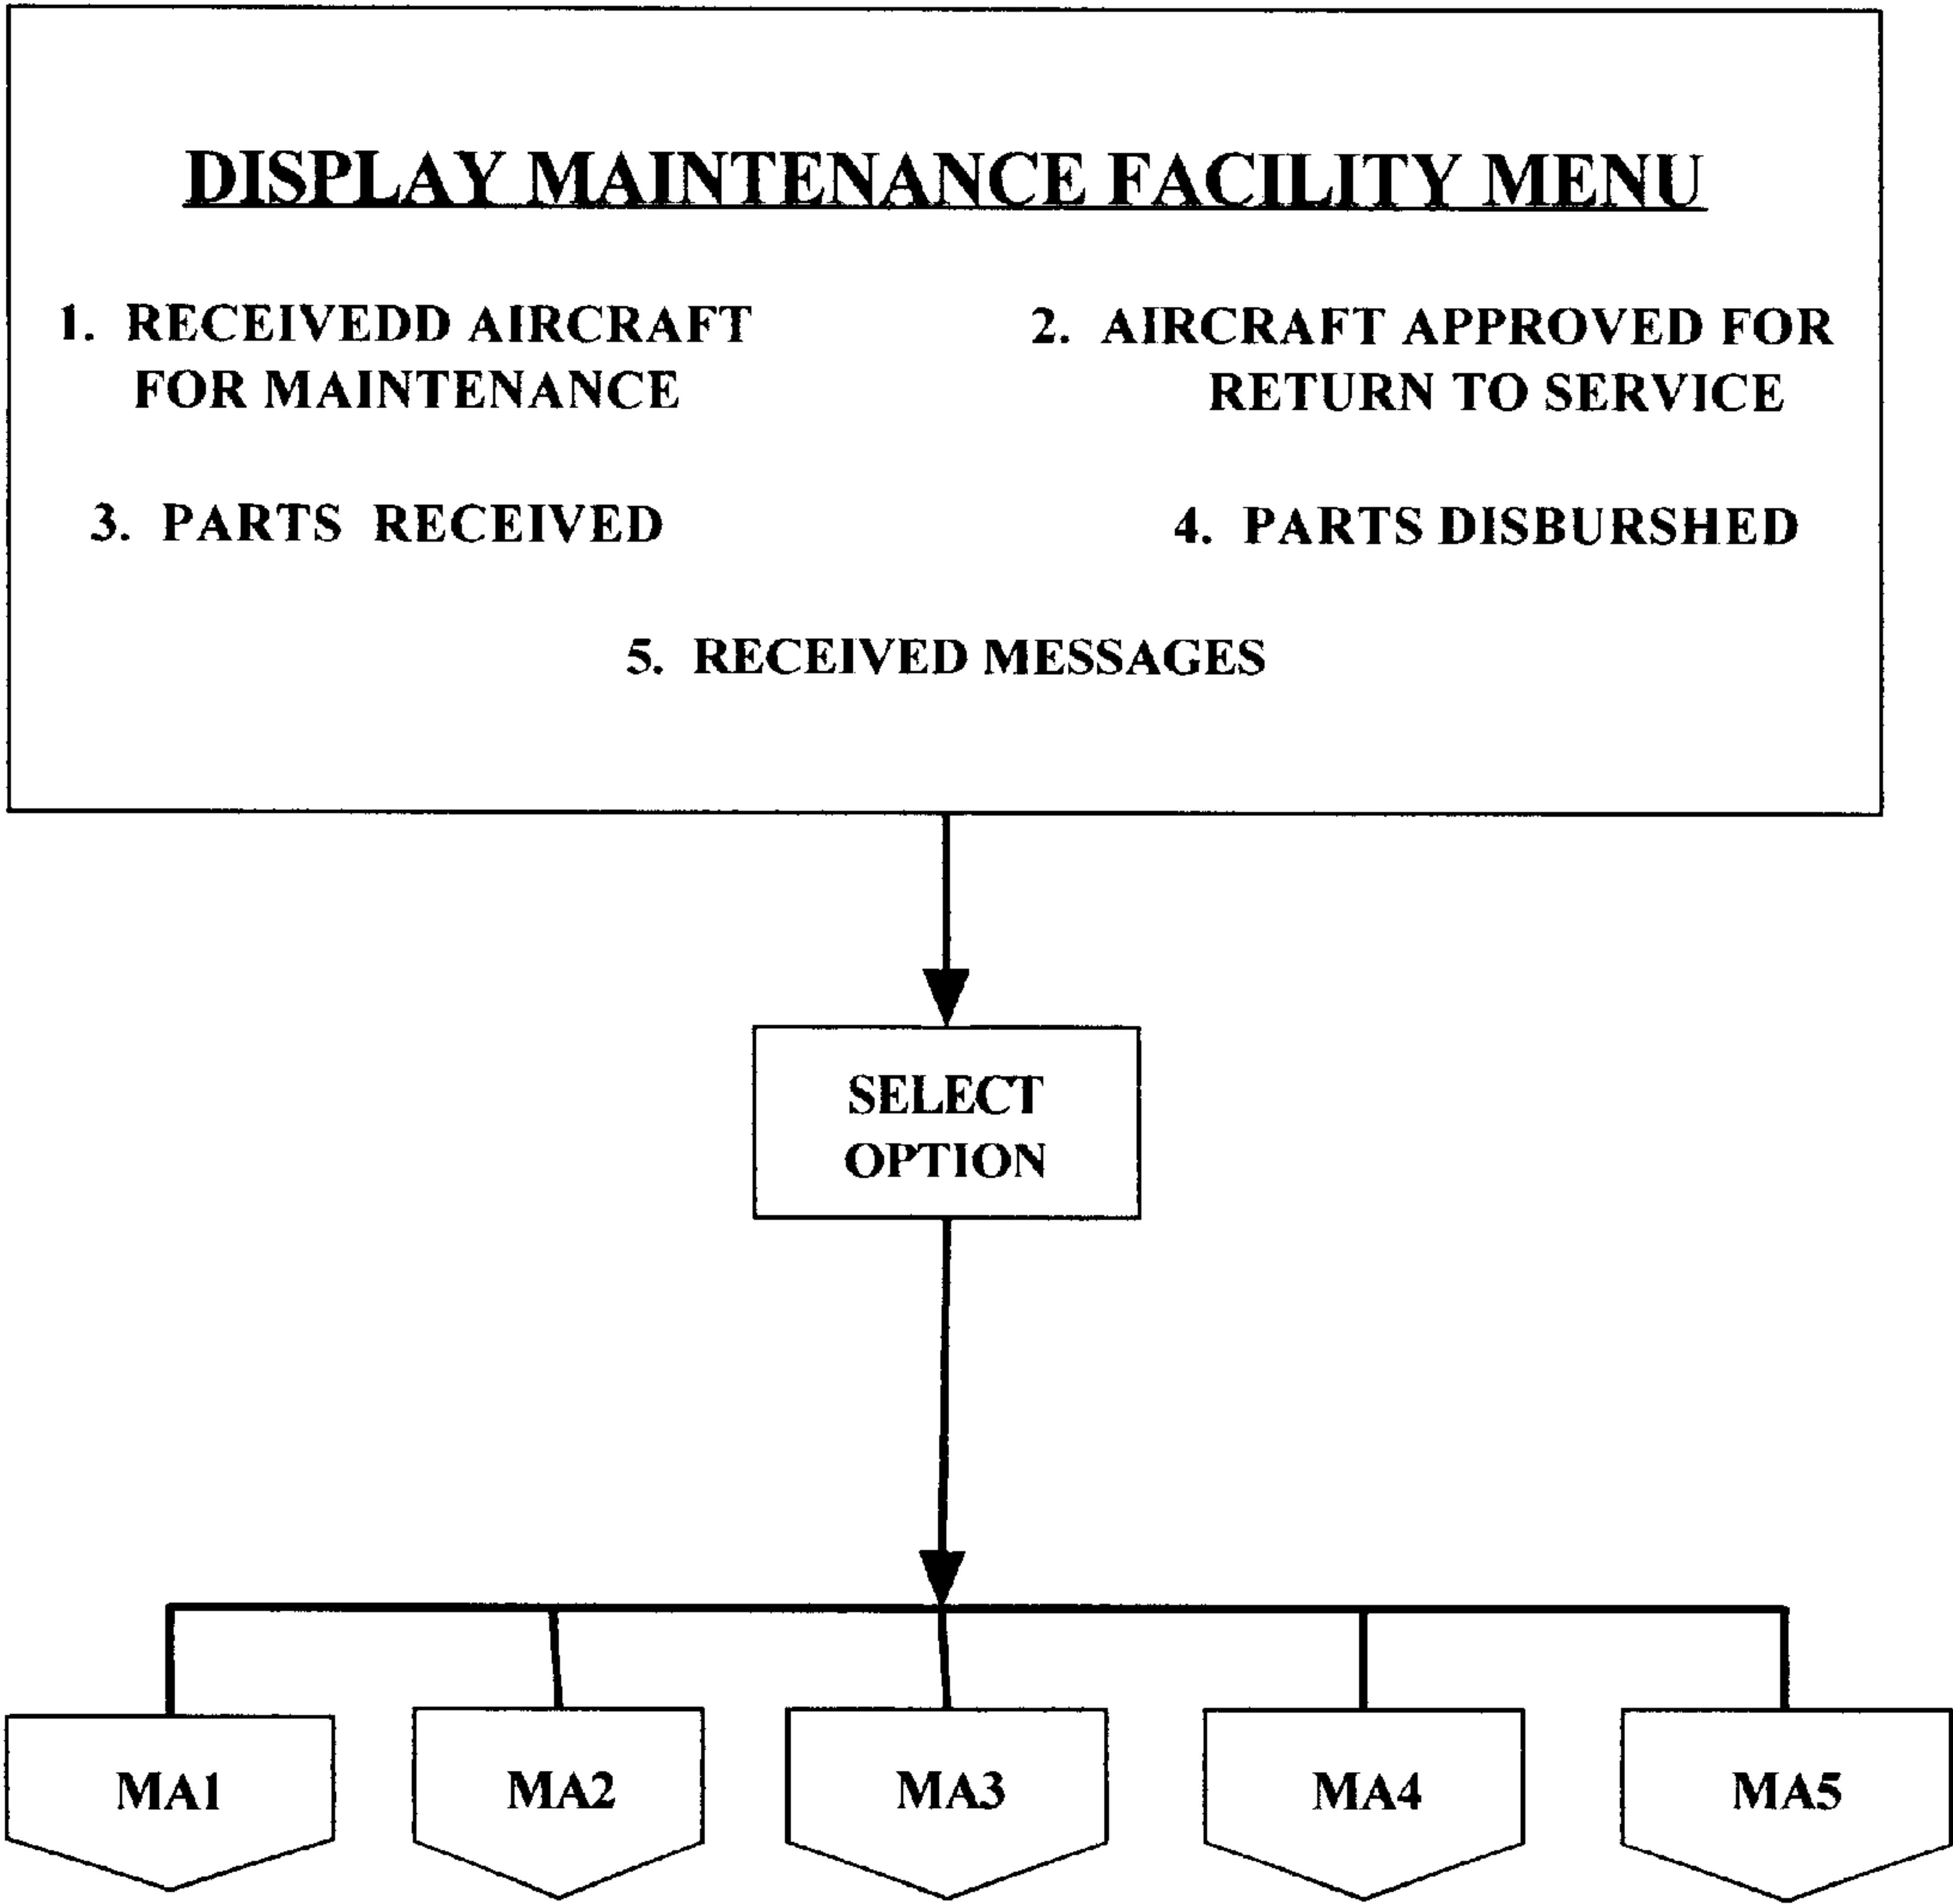 DISPLAY MAINTENANCE FACILITY MENU
1. RECEIVEDD AIRCRAFT
FOR MAINTENANCE
2. AIRCRAFT APPROVED FOR
RETURN TO SERVICE
3. PARTS RECEIVED
4. PARTS DISBURSHED
5. RECEIVED MESSAGES
SELECT
OPTION
MA1
MA2
MA3
MA4
MA5